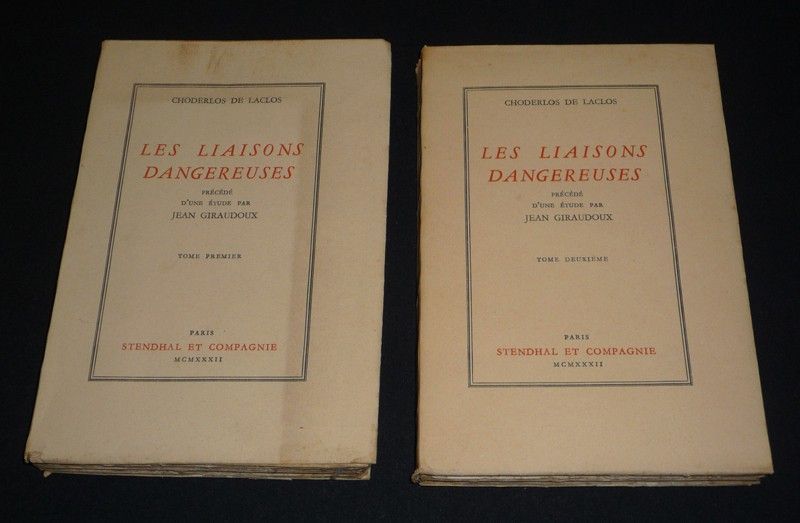 CHODERLOS DE LACLOS
LES LIAISONS
DANGEREUSES
PRÉCÉDÉ
D'UNE ÉTUDE PAR
JEAN GIRAUDOUX
TOME PREMIER
PARIS
STENDHAL ET COMPAGNIE
MCMXXXII
CHODERLOS DE LACLOS
LES LIAISONS
DANGEREUSES
PRÉCÉDÉ
D'UNE ÉTUDE PAR
JEAN GIRAUDOUX
TOME DEUXIÈME
PARIS
STENDHAL ET COMPAGNIE
MCMXXXII